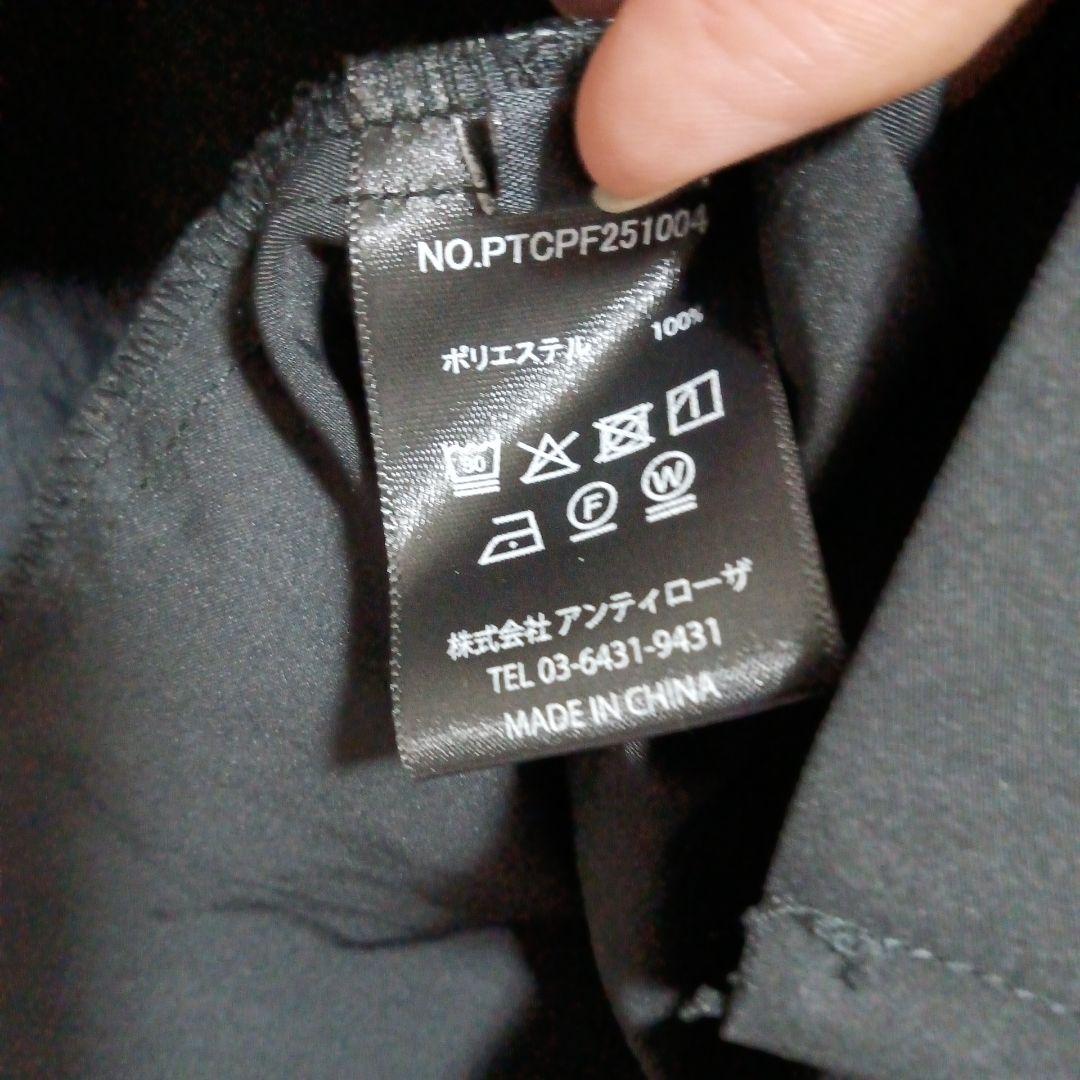 NO.PTCPF251004
ポリエステル 100%
30
F W
株式会社 アンティローザ
TEL 03-6431-9431
MADE IN CHINA